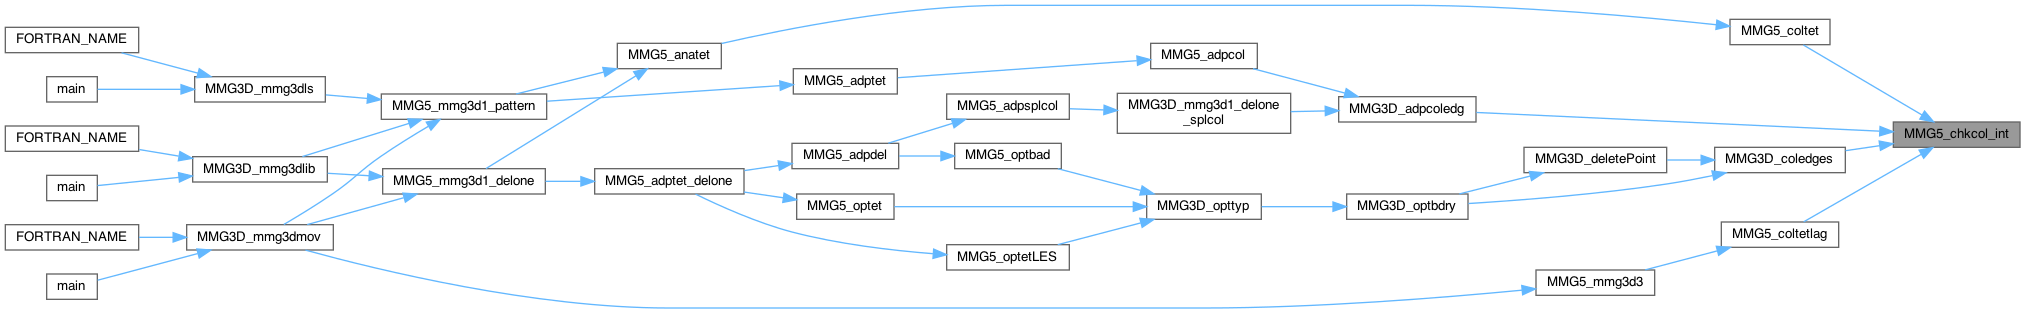 FORTRAN_NAME
main
MMG3D_mmg3dls
FORTRAN_NAME
main
MMG3D_mmg3dlib
FORTRAN_NAME
main
MMG3D_mmg3dmov
MMG5_mmg3d1_pattern
MMG5_mmg3d1_delone
MMG5_anatet
MMG5_adptet
MMG5_adptet_delone
MMG5_adpcol
MMG5_adpsplcol
MMG5_adpdel
MMG5_optbad
MMG5_optet
MMG5_optetLES
MMG3D_mmg3d1_delone
_splcol
MMG3D_opttyp
MMG3D_adpcoledg
MMG3D_optbdry
MMG3D_deletePoint
MMG5_mmg3d3
MMG5_coltet
MMG3D_coledges
MMG5_coltetlag
MMG5_chkcol_int